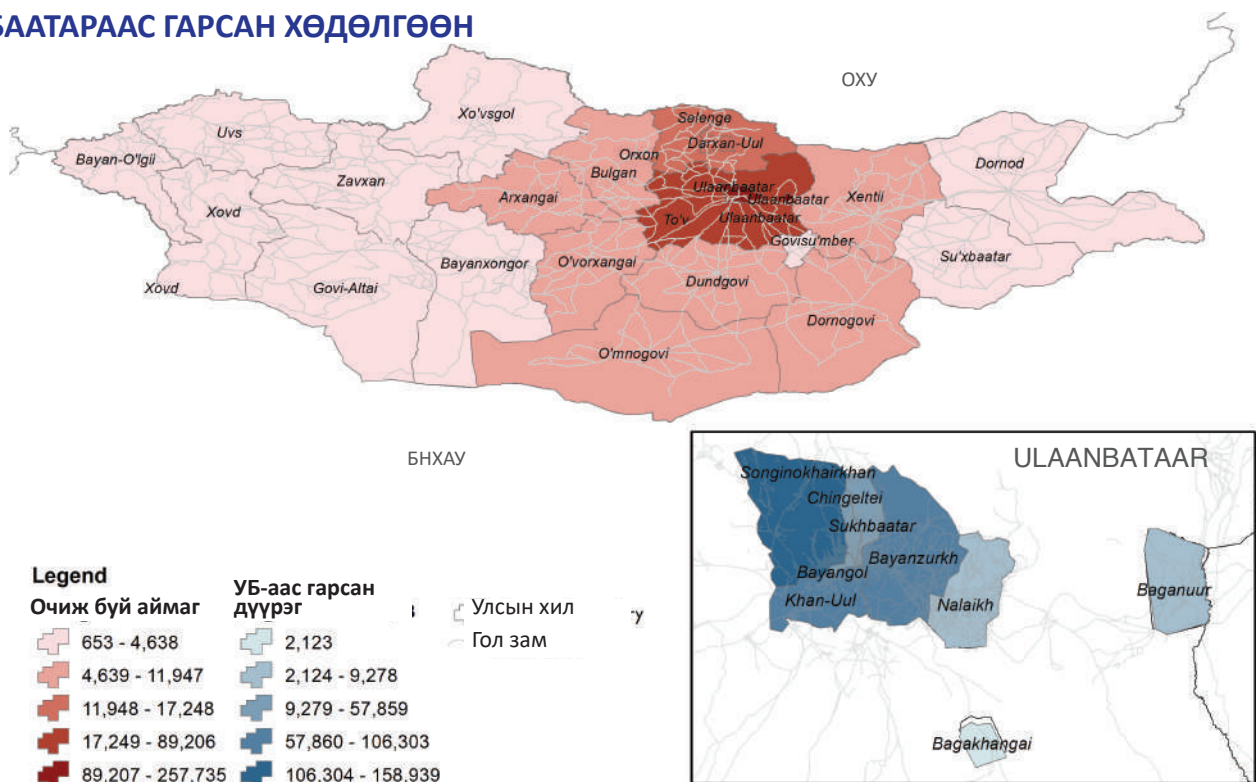 БААТАРААС ГАРСАН ХӨДӨЛГӨӨН
ОХУ
Xo'vsgol
Uvs
Bayan-O'lgii
Zavxan
Xovd
Xovd
Govi-Altai
Bayanxongor
Arxangai
Bulgan
Orxon
Selenge
Darxan-Uul
Ulaanbaatar
Ulaanbaatar
Ulaanbaatar
To'v
Govisu'mber
Xentii
Dornod
Su'xbaatar
O'vorxangai
Dundgovi
Dornogovi
O'mnogovi
БНХАУ
ULAANBATAAR
Songinokhairkhan
Chingeltei
Sukhbaatar
Bayanzurkh
Bayangol
Khan-Uul
Nalaikh
Baganuur
Bagakhangai
Legend
Очиж буй аймаг
653 - 4,638
4,639 - 11,947
11,948 - 17,248
17,249 - 89,206
89,207 - 257,735
УБ-аас гарсан
дүүрэг
2,123
2,124 - 9,278
9,279 - 57,859
57,860 - 106,303
106,304 - 158,939
Улсын хил
Гол зам